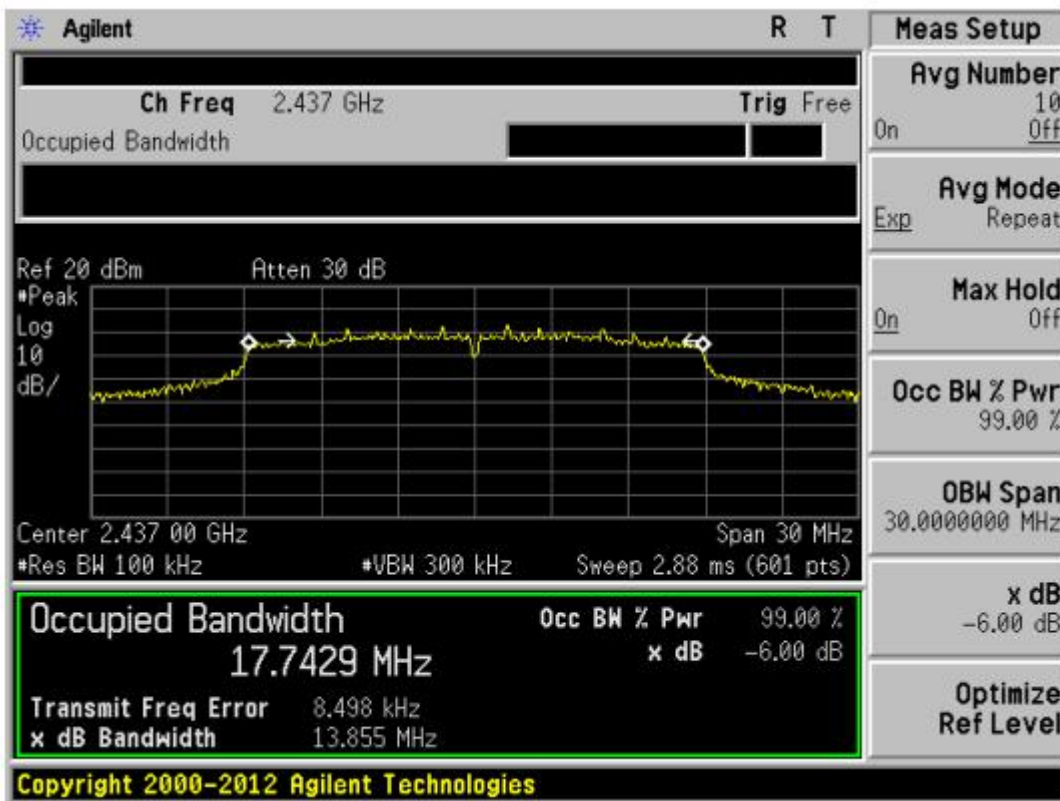 Agilent R T
Ch Freq 2.437 GHz Trig Free
Occupied Bandwidth
Ref 20 dBm Atten 30 dB
#Peak
Log
10
dB/
Center 2.437 00 GHz Span 30 MHz
#Res BW 100 kHz #VBW 300 kHz Sweep 2.88 ms (601 pts)
Occupied Bandwidth Occ BW % Pwr 99.00 %
17.7429 MHz x dB -6.00 dB
Transmit Freq Error 8.498 kHz
x dB Bandwidth 13.855 MHz
Copyright 2000-2012 Agilent Technologies
Meas Setup
Avg Number
10
On Off
Avg Mode
Exp Repeat
Max Hold
On Off
Occ BW % Pwr
99.00 %
OBW Span
30.0000000 MHz
x dB
-6.00 dB
Optimize
Ref Level